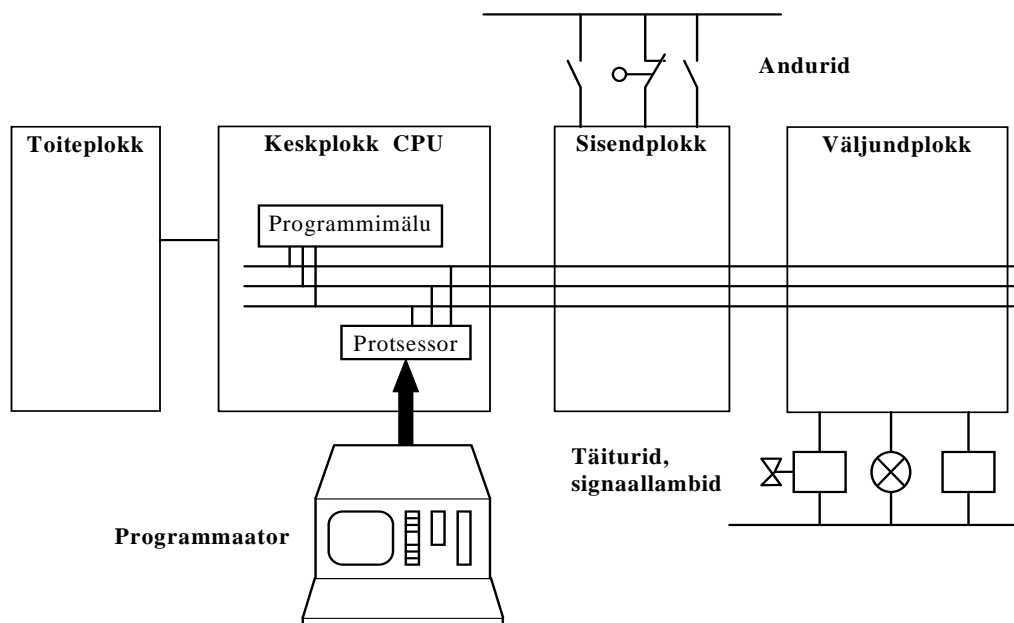 Andurid
Toiteplokk
Keskplokk CPU
Sisendplokk
Väljundplokk
Programmimälu
Protsessor
Täiturid,
signaallambid
Programmaator